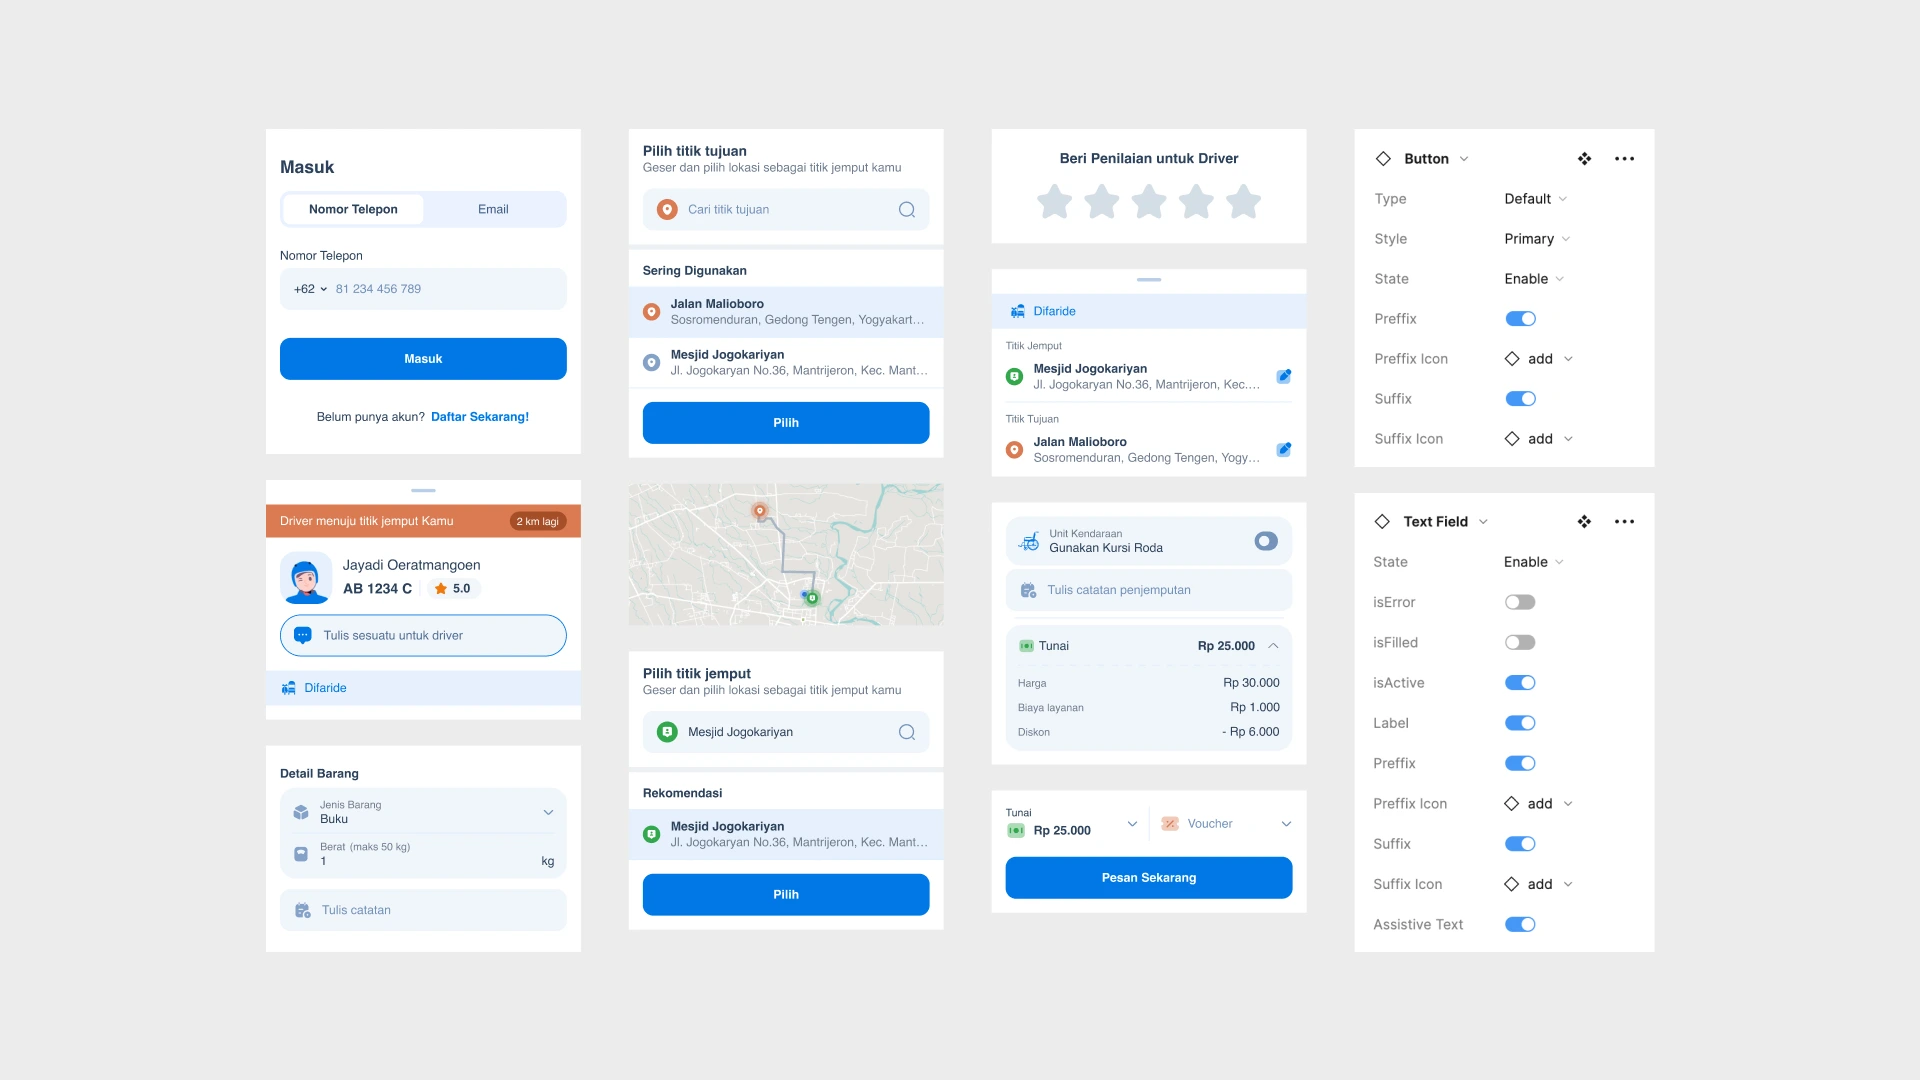 Masuk
Nomor Telepon
Email
Nomor Telepon
+62
81 234 456 789
Masuk
Belum punya akun? Daftar Sekarang!
Driver menuju titik jemput Kamu
2 km lagi
Jayadi Oeratmangoen
AB 1234 C
5.0
Tulis sesuatu untuk driver
Difaride
Detail Barang
Jenis Barang
Buku
Berat (maks 50 kg)
1
kg
Tulis catatan
Pilih titik tujuan
Geser dan pilih lokasi sebagai titik jemput kamu
Cari titik tujuan
Sering Digunakan
Jalan Malioboro
Sosromenduran, Gedong Tengen, Yogyakart...
Mesjid Jogokariyan
Jl. Jogokaryan No.36, Mantrijeron, Kec. Mant...
Pilih
Pilih titik jemput
Geser dan pilih lokasi sebagai titik jemput kamu
Mesjid Jogokariyan
Rekomendasi
Mesjid Jogokariyan
Jl. Jogokaryan No.36, Mantrijeron, Kec. Mant...
Pilih
Beri Penilaian untuk Driver
Difaride
Titik Jemput
Mesjid Jogokariyan
Jl. Jogokaryan No.36, Mantrijeron, Kec....
Titik Tujuan
Jalan Malioboro
Sosromenduran, Gedong Tengen, Yogy...
Unit Kendaraan
Gunakan Kursi Roda
Tulis catatan penjemputan
Tunai
Rp 25.000
Harga
Rp 30.000
Biaya layanan
Rp 1.000
Diskon
- Rp 6.000
Tunai
Rp 25.000
Voucher
Pesan Sekarang
Button
Type
Default
Style
Primary
State
Enable
Preffix
Preffix Icon
add
Suffix
Suffix Icon
add
Text Field
State
Enable
isError
isFilled
isActive
Label
Preffix
Preffix Icon
add
Suffix
Suffix Icon
add
Assistive Text